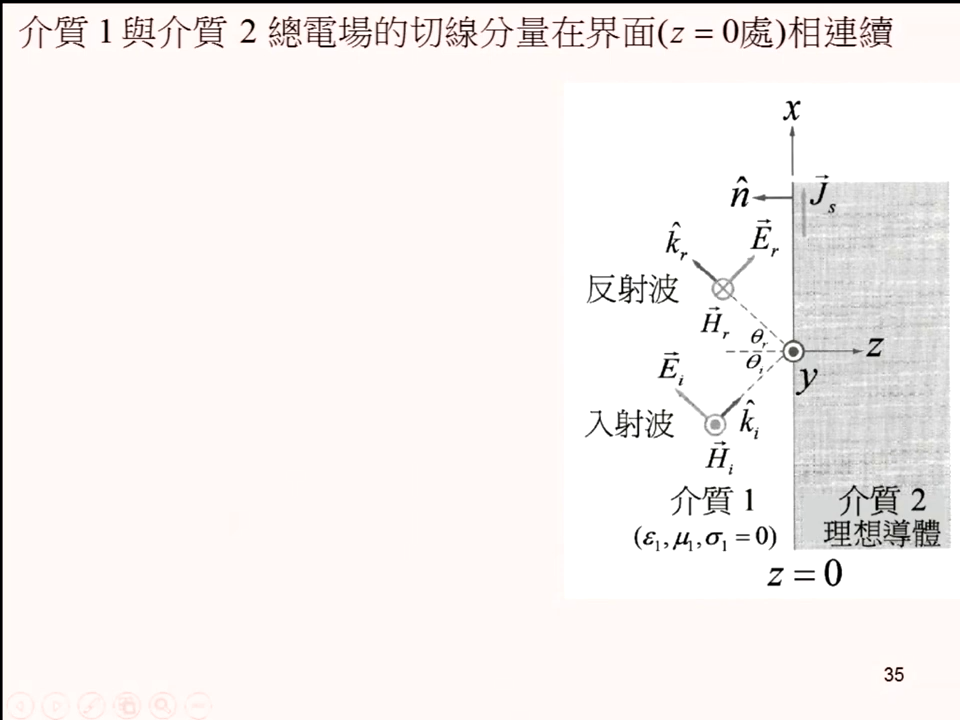 介質 1 與介質 2 總電場的切線分量在界面(z = 0處)相連續
x
n̂
J⃗s
k̂r
E⃗r
反射波
H⃗r
θr
z
θi
E⃗i
y
入射波
k̂i
H⃗i
介質 1
介質 2
(ε₁, μ₁, σ₁ = 0)
理想導體
z = 0
35